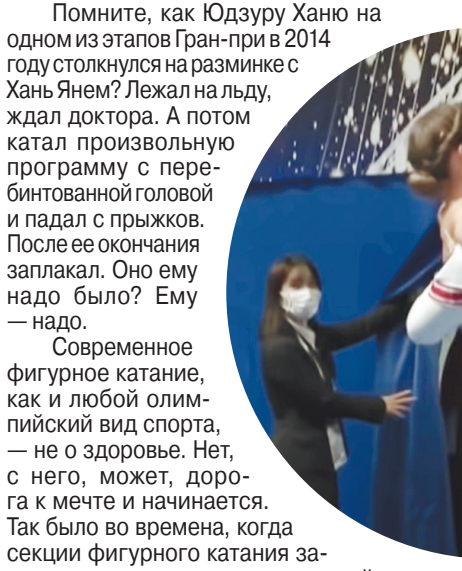 Помните, как Юдзуру Ханю на
одном из этапов Гран-при в 2014
году столкнулся на разминке с
Хань Янем? Лежал на льду,
ждал доктора. А потом
катал произвольную
программу с пере-
бинтованной головой
и падал с прыжков.
После ее окончания
заплакал. Оно ему
надо было? Ему
— надо.
Современное
фигурное катание,
как и любой олим-
пийский вид спорта,
— не о здоровье. Нет,
с него, может, доро-
га к мечте и начинается.
Так было во времена, когда
секции фигурного катания за-